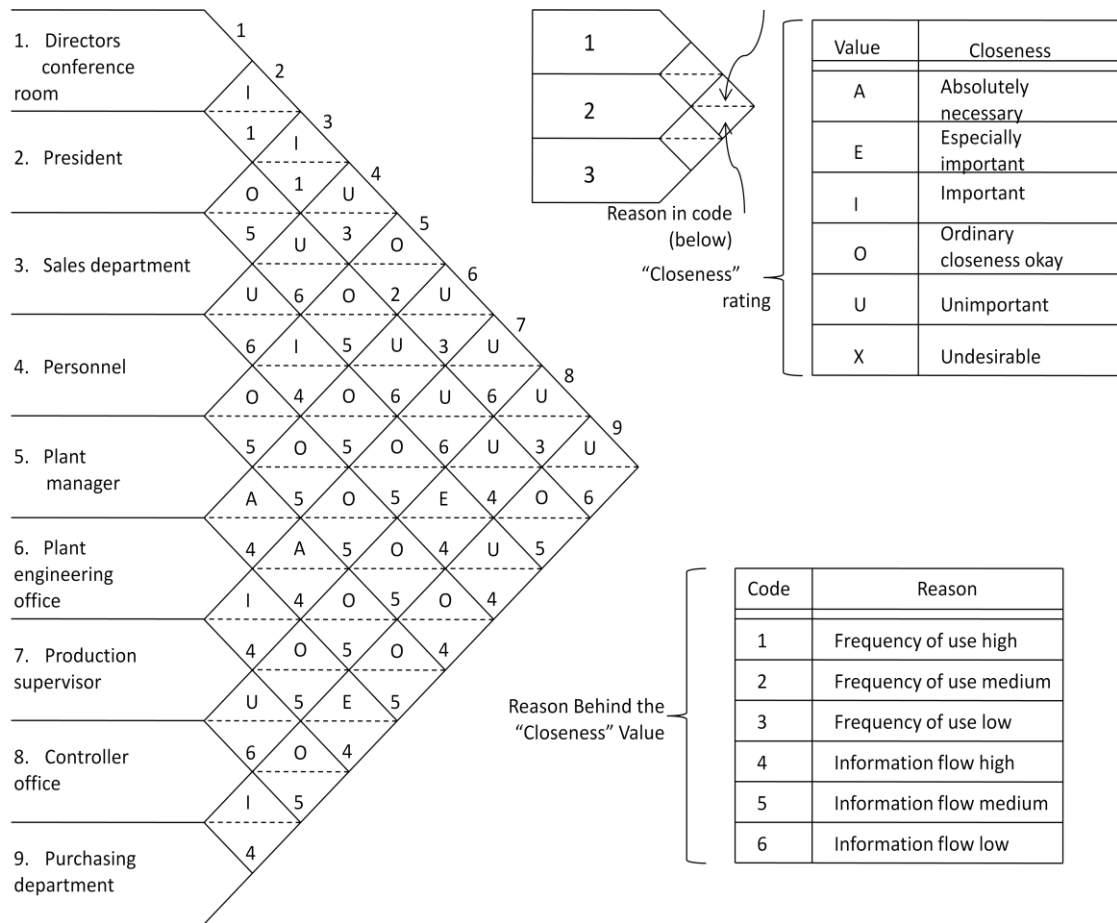 1. Directors
conference
room
2. President
3. Sales department
4. Personnel
5. Plant
manager
6. Plant
engineering
office
7. Production
supervisor
8. Controller
office
9. Purchasing
department
1
2
3
4
5
6
7
8
9
I
1 I
O 1 U
5 U 3 O
U 6 O 2 U
6 I 5 U 3 U
O 4 O 6 U 6 U
5 O 5 O 6 U 3 U
A 5 O 5 E 4 O 6
4 A 5 O 4 U 5
I 4 O 5 O 4
4 O 5 O 4
U 5 E 5
6 O 4
I 5
4
1
2
3
Reason in code
(below)
“Closeness”
rating
Value Closeness
A Absolutely
necessary
E Especially
important
I Important
O Ordinary
closeness okay
U Unimportant
X Undesirable
Reason Behind the
“Closeness” Value
Code Reason
1 Frequency of use high
2 Frequency of use medium
3 Frequency of use low
4 Information flow high
5 Information flow medium
6 Information flow low